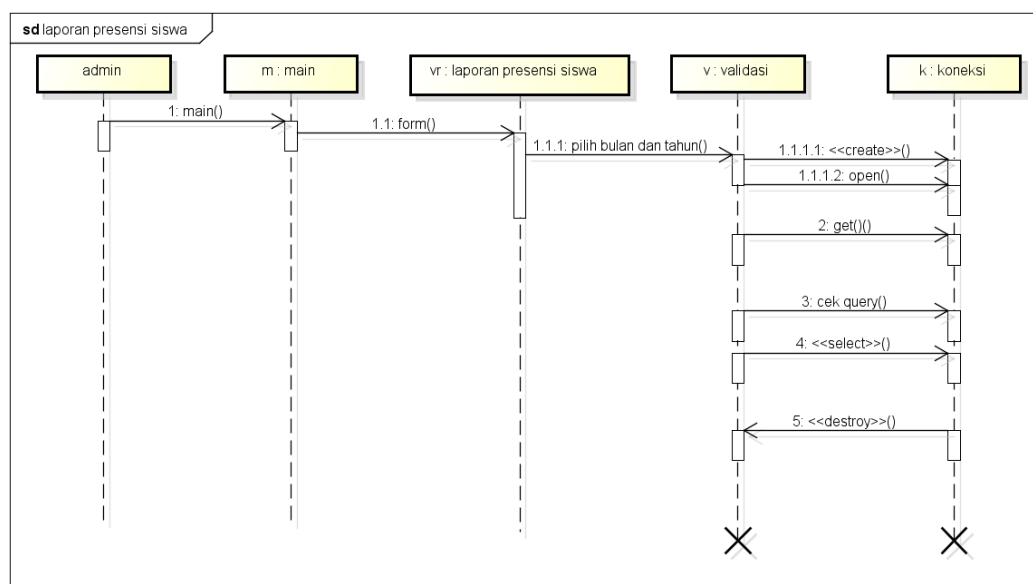 sd laporan presensi siswa
admin
m : main
vr : laporan presensi siswa
v : validasi
k : koneksi
1: main()
1.1: form()
1.1.1: pilih bulan dan tahun()
1.1.1.1: <<create>>()
1.1.1.2: open()
2: get()()
3: cek query()
4: <<select>>()
5: <<destroy>>()